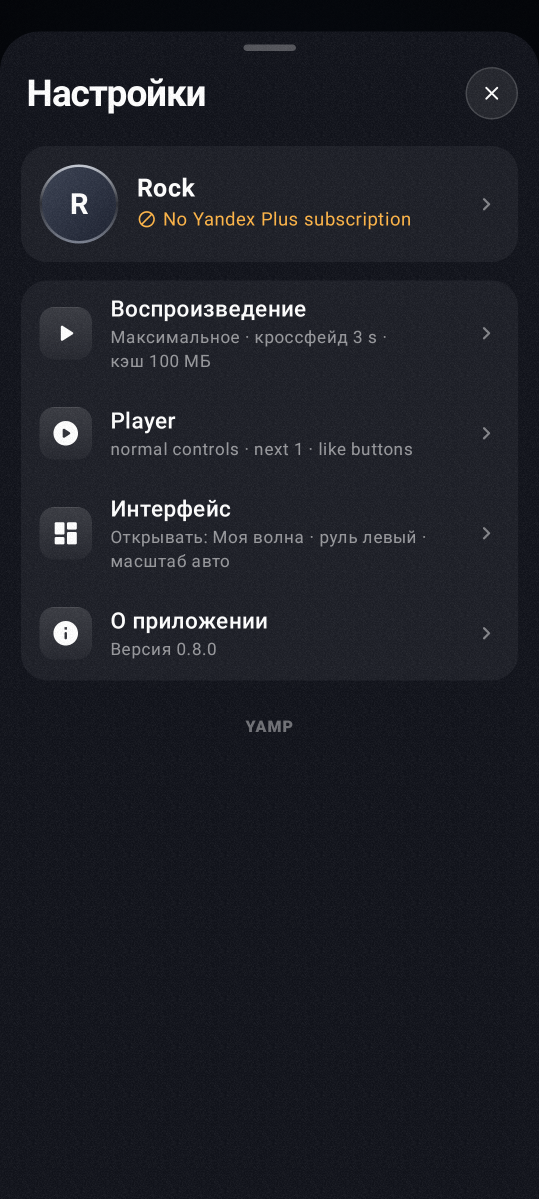 Настройки
R
Rock
No Yandex Plus subscription
Воспроизведение
Максимальное · кроссфейд 3 s ·
кэш 100 МБ
Player
normal controls · next 1 · like buttons
Интерфейс
Открывать: Моя волна · руль левый ·
масштаб авто
О приложении
Версия 0.8.0
YAMP